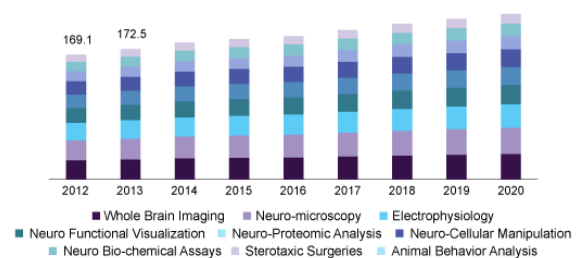 169.1
172.5
2012 2013 2014 2015 2016 2017 2018 2019 2020
Whole Brain Imaging Neuro-microscopy Electrophysiology
Neuro Functional Visualization Neuro-Proteomic Analysis Neuro-Cellular Manipulation
Neuro Bio-chemical Assays Sterotaxic Surgeries Animal Behavior Analysis